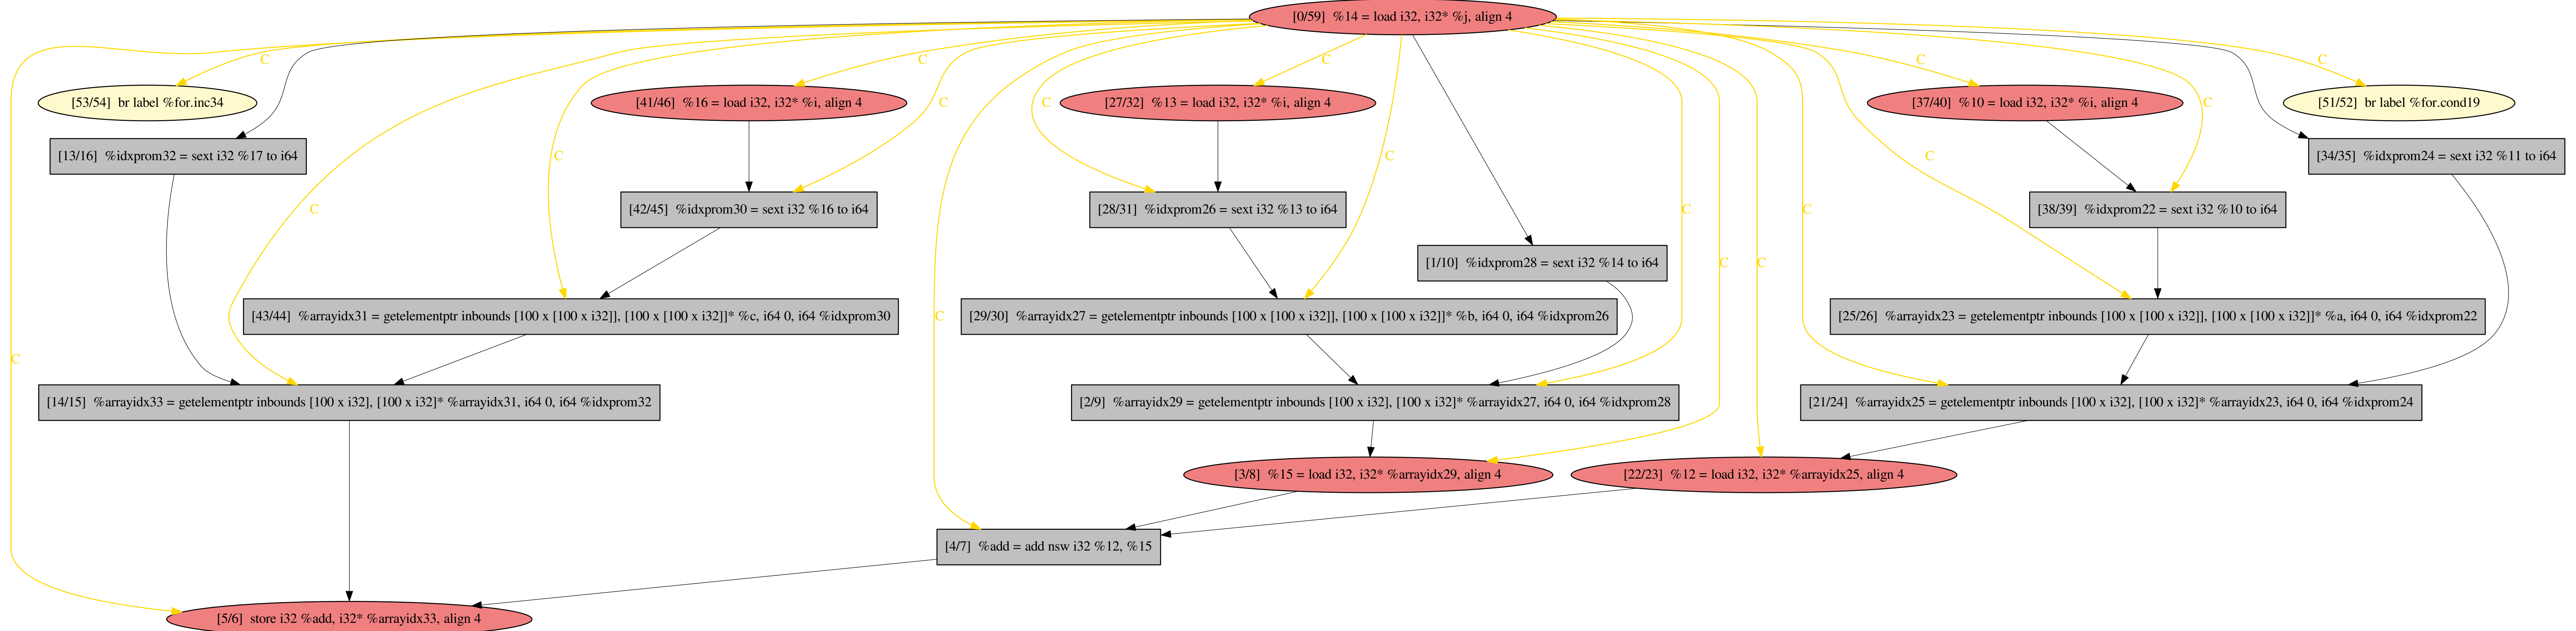 [0/59]  %14 = load i32, i32* %j, align 4
C
C
C
C
C
[53/54]  br label %for.inc34
[41/46]  %16 = load i32, i32* %i, align 4
C
[27/32]  %13 = load i32, i32* %i, align 4
C
[37/40]  %10 = load i32, i32* %i, align 4
C
[51/52]  br label %for.cond19
[13/16]  %idxprom32 = sext i32 %17 to i64
C
C
C
[34/35]  %idxprom24 = sext i32 %11 to i64
C
[42/45]  %idxprom30 = sext i32 %16 to i64
[28/31]  %idxprom26 = sext i32 %13 to i64
C
C
[38/39]  %idxprom22 = sext i32 %10 to i64
[1/10]  %idxprom28 = sext i32 %14 to i64
C
C
[43/44]  %arrayidx31 = getelementptr inbounds [100 x [100 x i32]], [100 x [100 x i32]]* %c, i64 0, i64 %idxprom30
C
[29/30]  %arrayidx27 = getelementptr inbounds [100 x [100 x i32]], [100 x [100 x i32]]* %b, i64 0, i64 %idxprom26
[25/26]  %arrayidx23 = getelementptr inbounds [100 x [100 x i32]], [100 x [100 x i32]]* %a, i64 0, i64 %idxprom22
C
[14/15]  %arrayidx33 = getelementptr inbounds [100 x i32], [100 x i32]* %arrayidx31, i64 0, i64 %idxprom32
[2/9]  %arrayidx29 = getelementptr inbounds [100 x i32], [100 x i32]* %arrayidx27, i64 0, i64 %idxprom28
[21/24]  %arrayidx25 = getelementptr inbounds [100 x i32], [100 x i32]* %arrayidx23, i64 0, i64 %idxprom24
[3/8]  %15 = load i32, i32* %arrayidx29, align 4
[22/23]  %12 = load i32, i32* %arrayidx25, align 4
[4/7]  %add = add nsw i32 %12, %15
[5/6]  store i32 %add, i32* %arrayidx33, align 4